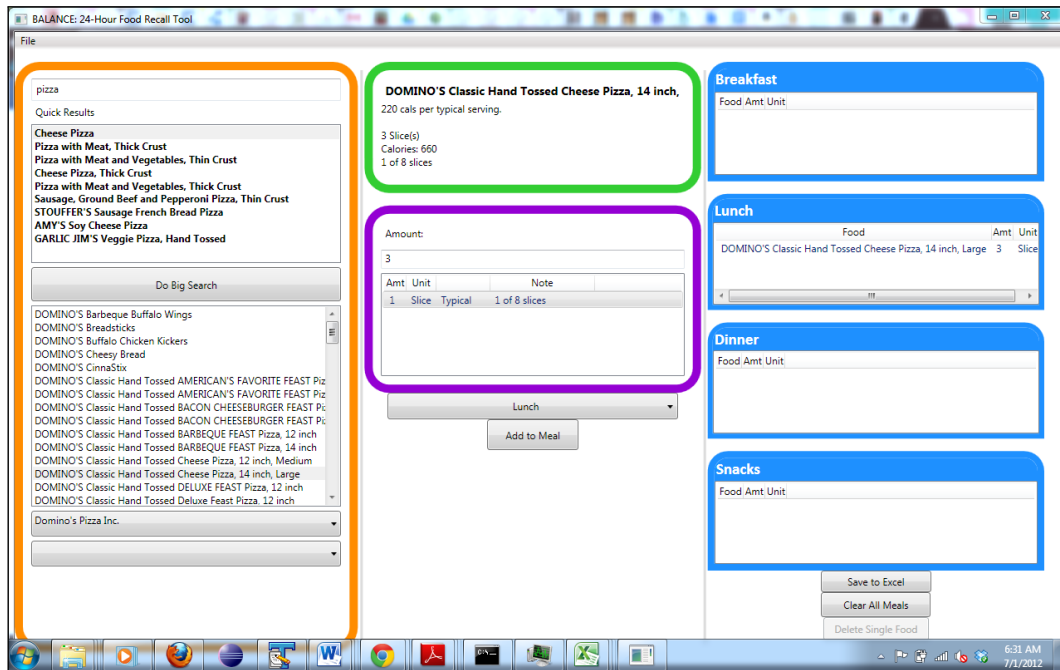 BALANCE: 24-Hour Food Recall Tool
File
pizza
Quick Results
Cheese Pizza
Pizza with Meat, Thick Crust
Pizza with Meat and Vegetables, Thin Crust
Cheese Pizza, Thick Crust
Pizza with Meat and Vegetables, Thick Crust
Sausage, Ground Beef and Pepperoni Pizza, Thin Crust
STOUFFER'S Sausage French Bread Pizza
AMY'S Soy Cheese Pizza
GARLIC JIM'S Veggie Pizza, Hand Tossed
Do Big Search
DOMINO'S Barbeque Buffalo Wings
DOMINO'S Breadsticks
DOMINO'S Buffalo Chicken Kickers
DOMINO'S Cheesy Bread
DOMINO'S CinnaStix
DOMINO'S Classic Hand Tossed AMERICAN'S FAVORITE FEAST Piz
DOMINO'S Classic Hand Tossed AMERICAN'S FAVORITE FEAST Piz
DOMINO'S Classic Hand Tossed BACON CHEESEBURGER FEAST Pi
DOMINO'S Classic Hand Tossed BACON CHEESEBURGER FEAST Pi
DOMINO'S Classic Hand Tossed BARBEQUE FEAST Pizza, 12 inch
DOMINO'S Classic Hand Tossed BARBEQUE FEAST Pizza, 14 inch
DOMINO'S Classic Hand Tossed Cheese Pizza, 12 inch, Medium
DOMINO'S Classic Hand Tossed Cheese Pizza, 14 inch, Large
DOMINO'S Classic Hand Tossed DELUXE FEAST Pizza, 12 inch
DOMINO'S Classic Hand Tossed Deluxe Feast Pizza, 12 inch
Domino's Pizza Inc.
DOMINO'S Classic Hand Tossed Cheese Pizza, 14 inch,
220 cals per typical serving.
3 Slice(s)
Calories: 660
1 of 8 slices
Amount:
3
Amt Unit Note
1 Slice Typical 1 of 8 slices
Lunch
Add to Meal
Breakfast
Food Amt Unit
Lunch
Food Amt Unit
DOMINO'S Classic Hand Tossed Cheese Pizza, 14 inch, Large 3 Slice
Dinner
Food Amt Unit
Snacks
Food Amt Unit
Save to Excel
Clear All Meals
Delete Single Food
6:31 AM
7/1/2012